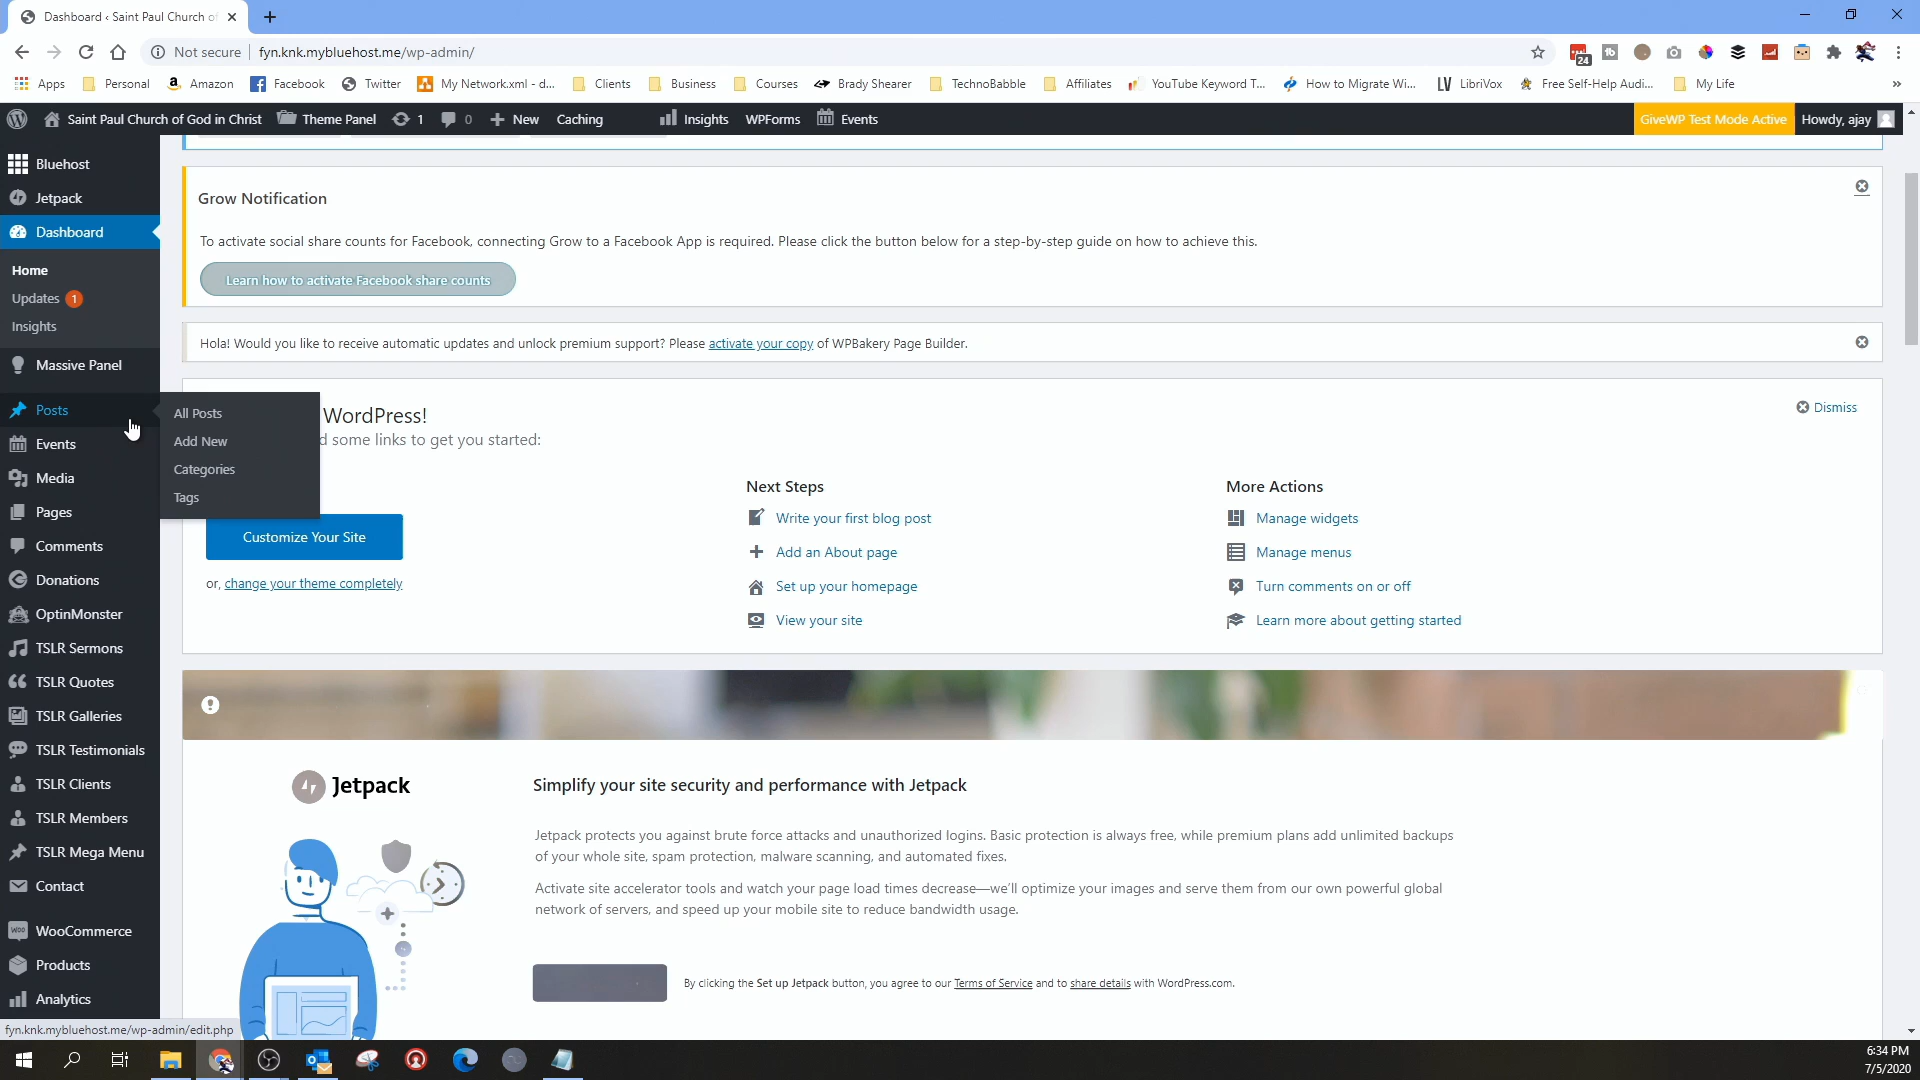 Dashboard ‹ Saint Paul Church of
Not secure
fyn.knk.mybluehost.me/wp-admin/
24
Apps
Personal
Amazon
Facebook
Twitter
My Network.xml - d...
Clients
Business
Courses
Brady Shearer
TechnoBabble
Affiliates
YouTube Keyword T...
How to Migrate Wi...
LibriVox
Free Self-Help Audi...
My Life
»
Saint Paul Church of God in Christ
Theme Panel
1
0
New
Caching
Insights
WPForms
Events
GiveWP Test Mode Active
Howdy, ajay
Bluehost
Jetpack
Dashboard
Home
Updates 1
Insights
Massive Panel
Posts
Events
Media
Pages
Comments
Donations
OptinMonster
TSLR Sermons
TSLR Quotes
TSLR Galleries
TSLR Testimonials
TSLR Clients
TSLR Members
TSLR Mega Menu
Contact
WooCommerce
Products
Analytics
All Posts
Add New
Categories
Tags
Grow Notification
To activate social share counts for Facebook, connecting Grow to a Facebook App is required. Please click the button below for a step-by-step guide on how to achieve this.
Learn how to activate Facebook share counts
Hola! Would you like to receive automatic updates and unlock premium support? Please activate your copy of WPBakery Page Builder.
WordPress!
d some links to get you started:
Dismiss
Customize Your Site
or, change your theme completely
Next Steps
Write your first blog post
Add an About page
Set up your homepage
View your site
More Actions
Manage widgets
Manage menus
Turn comments on or off
Learn more about getting started
Jetpack
Simplify your site security and performance with Jetpack
Jetpack protects you against brute force attacks and unauthorized logins. Basic protection is always free, while premium plans add unlimited backups
of your whole site, spam protection, malware scanning, and automated fixes.
Activate site accelerator tools and watch your page load times decrease—we'll optimize your images and serve them from our own powerful global
network of servers, and speed up your mobile site to reduce bandwidth usage.
By clicking the Set up Jetpack button, you agree to our Terms of Service and to share details with WordPress.com.
fyn.knk.mybluehost.me/wp-admin/edit.php
6:34 PM
7/5/2020